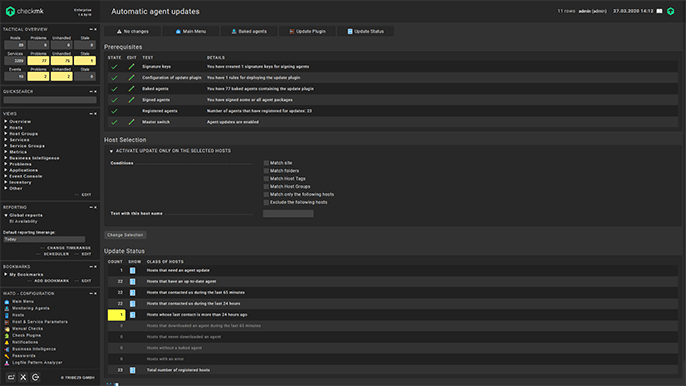 checkmk
Enterprise
1.6.0p10
TACTICAL OVERVIEW
Hosts Problems Unhandled Stale
Services Problems Unhandled Stale
77 75
Events Problems Unhandled Stale
93 2 2 0
QUICKSEARCH
VIEWS
Overview
Hosts
Host Groups
Services
Service Groups
Metrics
Business Intelligence
Problems
Applications
Event Console
Inventory
Other
EDIT
REPORTING
Global reports
BI Availability
Default reporting timerange:
Today
CHANGE TIMERANGE
SCHEDULER EDIT
BOOKMARKS
My Bookmarks
ADD BOOKMARK EDIT
WATO · CONFIGURATION
Main Menu
Monitoring Agents
Hosts
Host & Service Parameters
Manual Checks
Check Plugins
Notifications
Business Intelligence
Passwords
Logfile Pattern Analyzer
© TRIBE29 GMBH
Automatic agent updates
11 rows admin (admin) 27.03.2020 14:12
No changes Main Menu Baked agents Update Plugin Update Status
Prerequisites
STATE EDIT TEST DETAILS
Signature keys You have created 1 signature keys for signing agents
Configuration of update plugin You have 1 rules for deploying the update plugin
Baked agents You have 77 baked agents containing the update plugin
Signed agents You have signed some or all agent packages
Registered agents Number of agents that have registered for updates: 23
Master switch Agent updates are enabled
Host Selection
ACTIVATE UPDATE ONLY ON THE SELECTED HOSTS
Conditions Match site
Match folders
Match Host Tags
Match Host Groups
Match only the following hosts
Exclude the following hosts
Test with this host name
Change Selection
Update Status
COUNT SHOW CLASS OF HOSTS
1 Hosts that need an agent update
22 Hosts that have an up-to-date agent
22 Hosts that contacted us during the last 65 minutes
22 Hosts that contacted us during the last 24 hours
1 Hosts whose last contact is more than 24 hours ago
0 Hosts that downloaded an agent during the last 65 minutes
0 Hosts that never downloaded an agent
0 Hosts without a baked agent
0 Hosts with an error
23 Total number of registered hosts